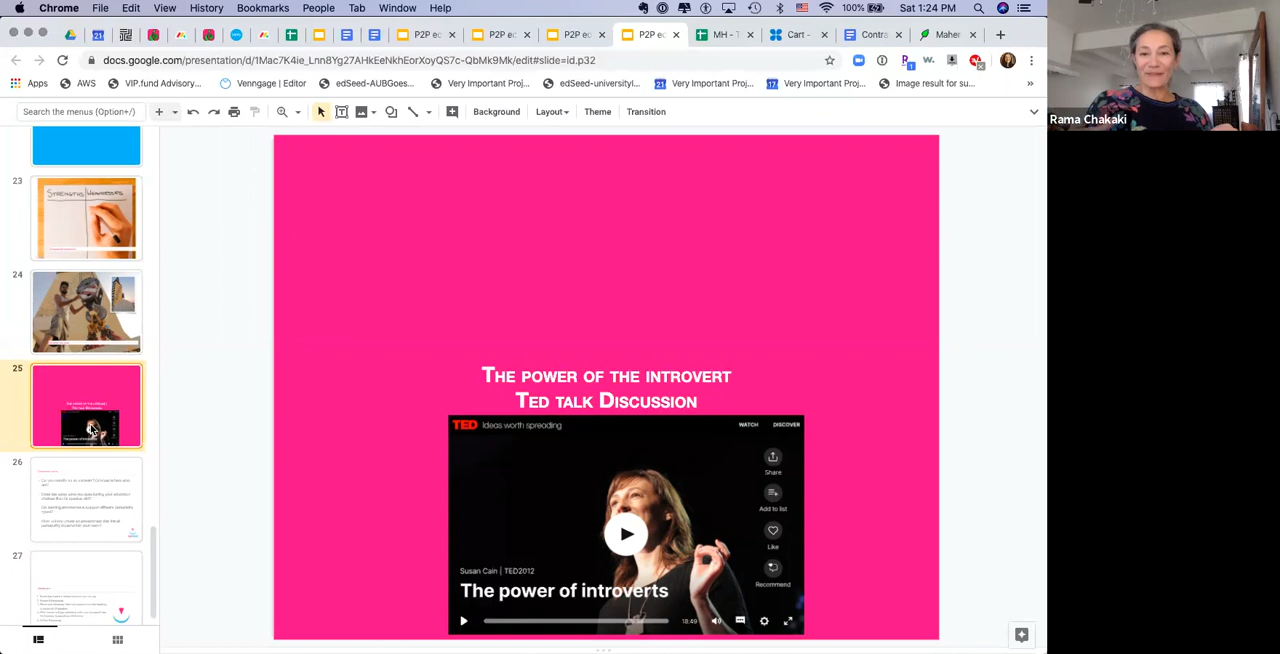 Chrome File Edit View History Bookmarks People Tab Window Help 100% Sat 1:24 PM
P2P ec P2P ec P2P ec P2P ec MH - T Cart - Contra Maher
docs.google.com/presentation/d/1Mac7K4ie_Lnn8Yg27AHkEeNkhEorXoyOs7c-QbMk9Mk/edit#slide=id.p32
Apps AWS VIP.fund Advisory... Venngage | Editor edSeed-AUBGoes... Very Important Proj... edSeed-universityl... Very Important Proj... Very Important Proj... Image result for su...
Search the menus (Option+/) Background Layout Theme Transition
Rama Chakaki
23
STRENGTHS WEAKNESSES
24
25
26
27
THE POWER OF THE INTROVERT
TED TALK DISCUSSION
TED Ideas worth spreading WATCH DISCOVER
Share
Add to list
Like
Recommend
Susan Cain | TED2012
The power of introverts
18:49